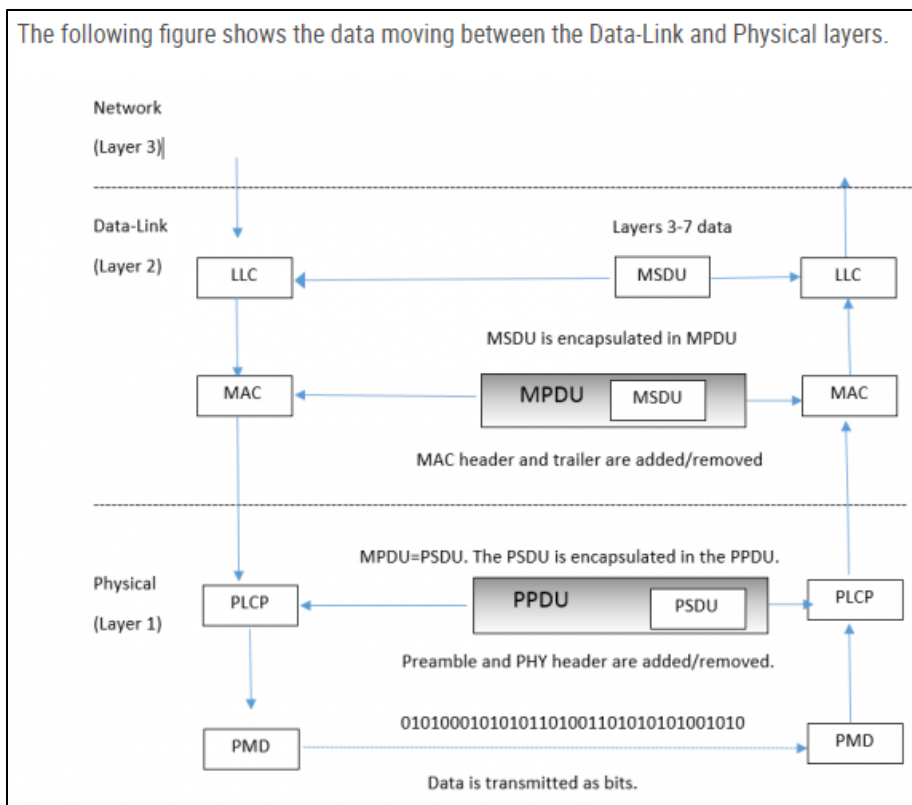 The following figure shows the data moving between the Data-Link and Physical layers.
Network
(Layer 3)
Data-Link
Layers 3-7 data
(Layer 2)
LLC
MSDU
LLC
MSDU is encapsulated in MPDU
MAC
MPDU
MSDU
MAC
MAC header and trailer are added/removed
MPDU=PSDU. The PSDU is encapsulated in the PPDU.
Physical
(Layer 1)
PLCP
PPDU
PSDU
PLCP
Preamble and PHY header are added/removed.
01010001010101101001101010101001010
PMD
PMD
Data is transmitted as bits.